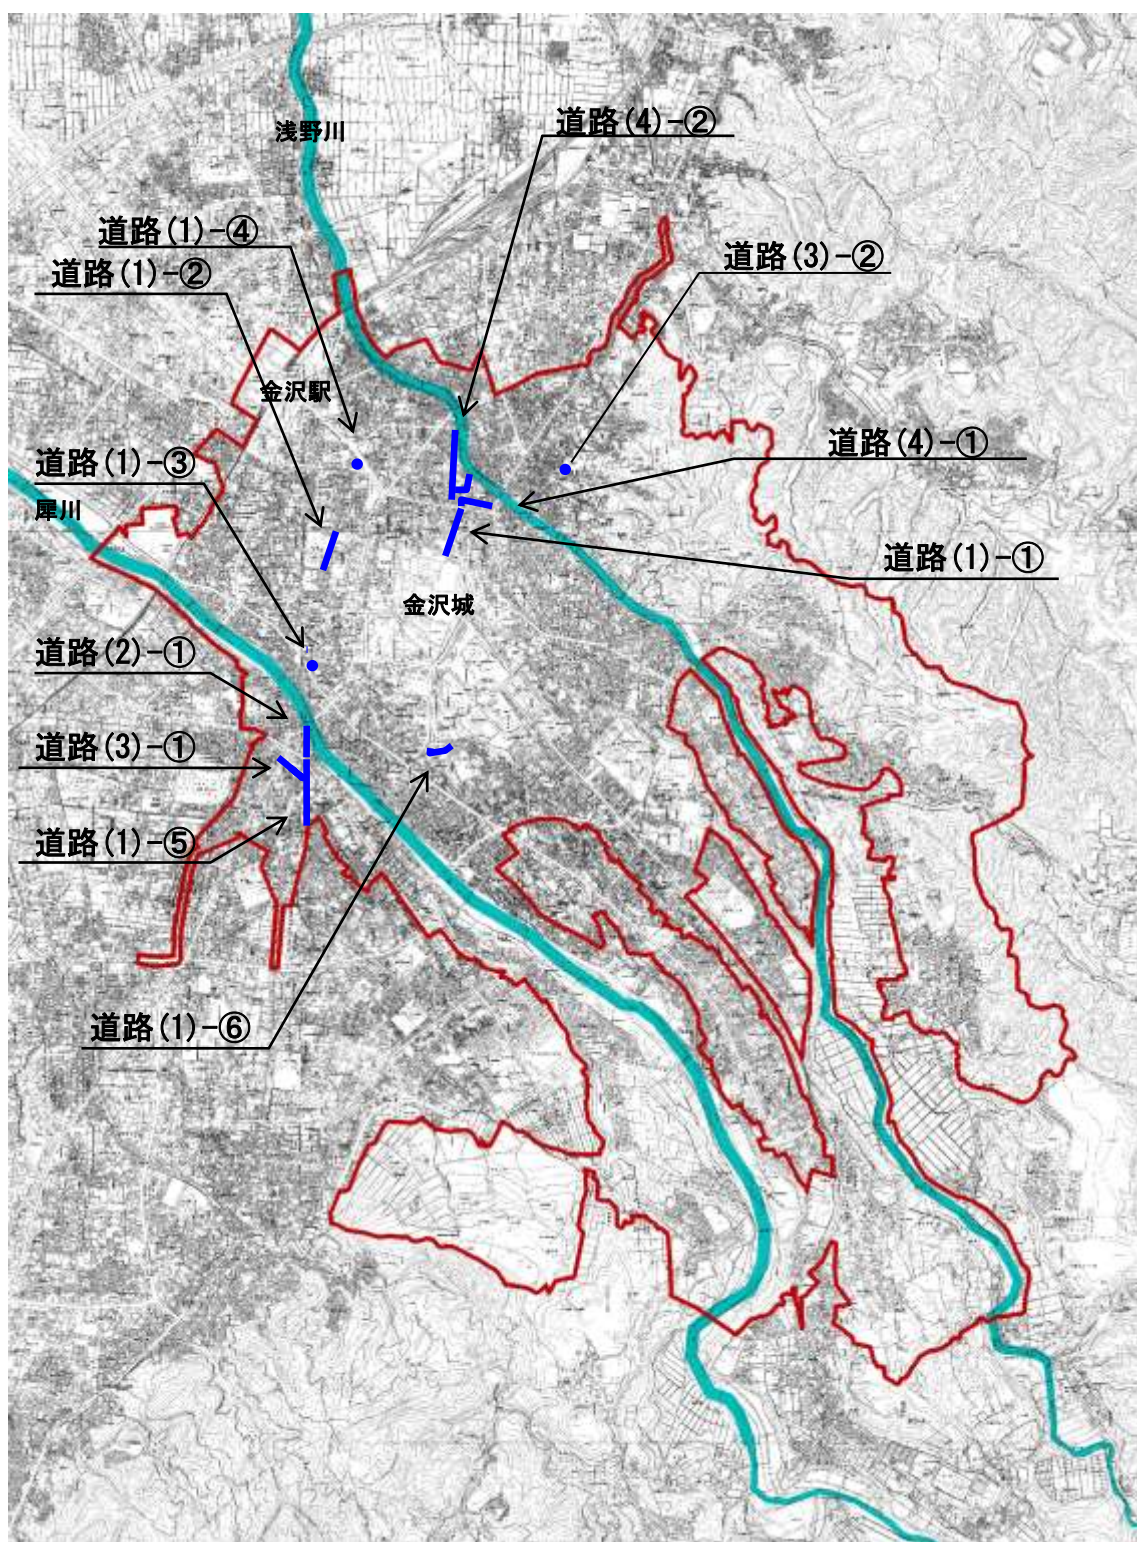 道路(4)-②
浅野川
道路(1)-④
道路(3)-②
道路(1)-②
金沢駅
道路(4)-①
道路(1)-③
犀川
道路(1)-①
金沢城
道路(2)-①
道路(3)-①
道路(1)-⑤
道路(1)-⑥